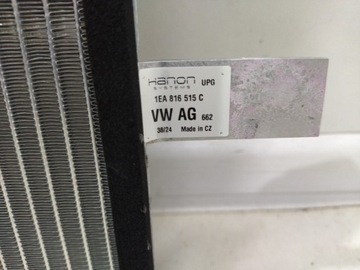 Hanon UPG
SYSTEMS
1EA 816 515 C
VW AG 662
38/24 Made in CZ